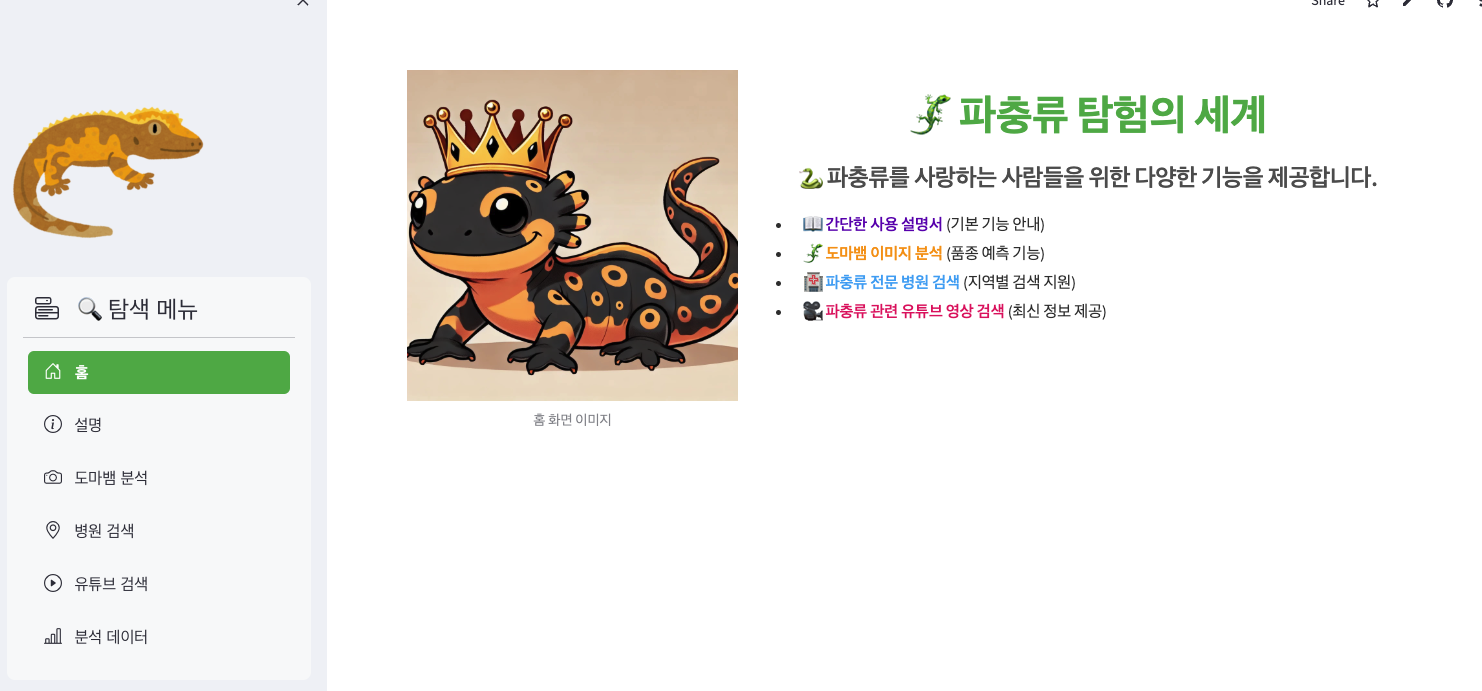 Share
🔍 탐색 메뉴
홈
설명
도마뱀 분석
병원 검색
유튜브 검색
분석 데이터
홈 화면 이미지
🦎 파충류 탐험의 세계
🐍 파충류를 사랑하는 사람들을 위한 다양한 기능을 제공합니다.
• 📖 간단한 사용 설명서 (기본 기능 안내)
• 🦎 도마뱀 이미지 분석 (품종 예측 기능)
• 🏥 파충류 전문 병원 검색 (지역별 검색 지원)
• 🎥 파충류 관련 유튜브 영상 검색 (최신 정보 제공)